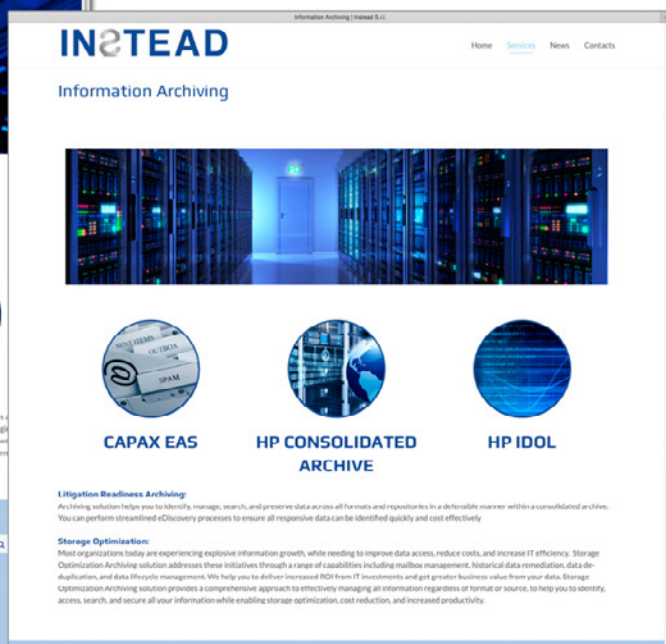 Information Archiving | Instead S.r.l.
INSTEAD
Home Services News Contacts
Information Archiving
SENT ITEMS
OUTBOX
@
SPAM
CAPAX EAS
HP CONSOLIDATED
ARCHIVE
HP IDOL
Litigation Readiness Archiving:
Archiving solution helps you to identify, manage, search, and preserve data across all formats and repositories in a defensible manner within a consolidated archive.
You can perform streamlined eDiscovery processes to ensure all responsive data can be identified quickly and cost effectively
Storage Optimization:
Most organizations today are experiencing explosive information growth, while needing to improve data access, reduce costs, and increase IT efficiency. Storage
Optimization Archiving solution addresses these initiatives through a range of capabilities including mailbox management, historical data remediation, data de-
duplication, and data lifecycle management. We help you to deliver increased ROI from IT investments and get greater business value from your data. Storage
Optimization Archiving solution provides a comprehensive approach to effectively managing all information regardless of format or source, to help you to identify,
access, search, and secure all your information while enabling storage optimization, cost reduction, and increased productivity.